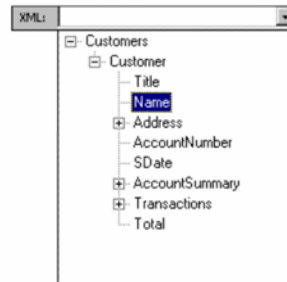 XML:
Customers
Customer
Title
Name
Address
AccountNumber
SDate
AccountSummary
Transactions
Total